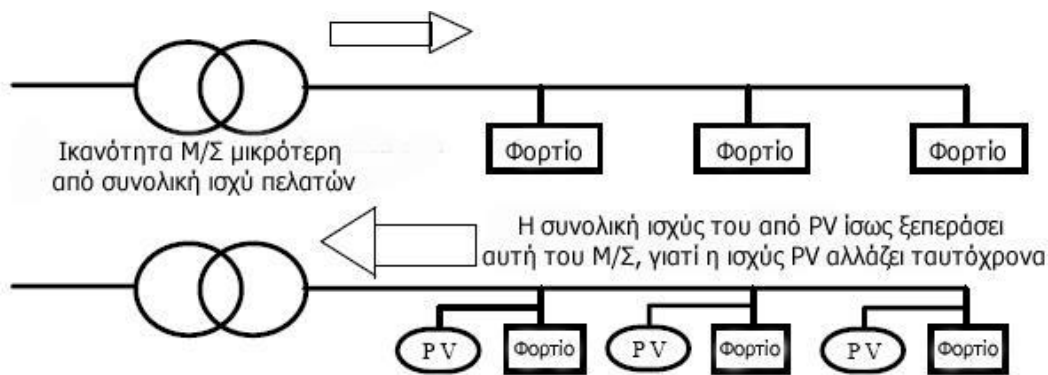 Φορτίο Φορτίο Φορτίο
Ικανότητα Μ/Σ μικρότερη
από συνολική ισχύ πελατών
Η συνολική ισχύς του από PV ίσως ξεπεράσει
αυτή του Μ/Σ, γιατί η ισχύς PV αλλάζει ταυτόχρονα
PV Φορτίο PV Φορτίο PV Φορτίο